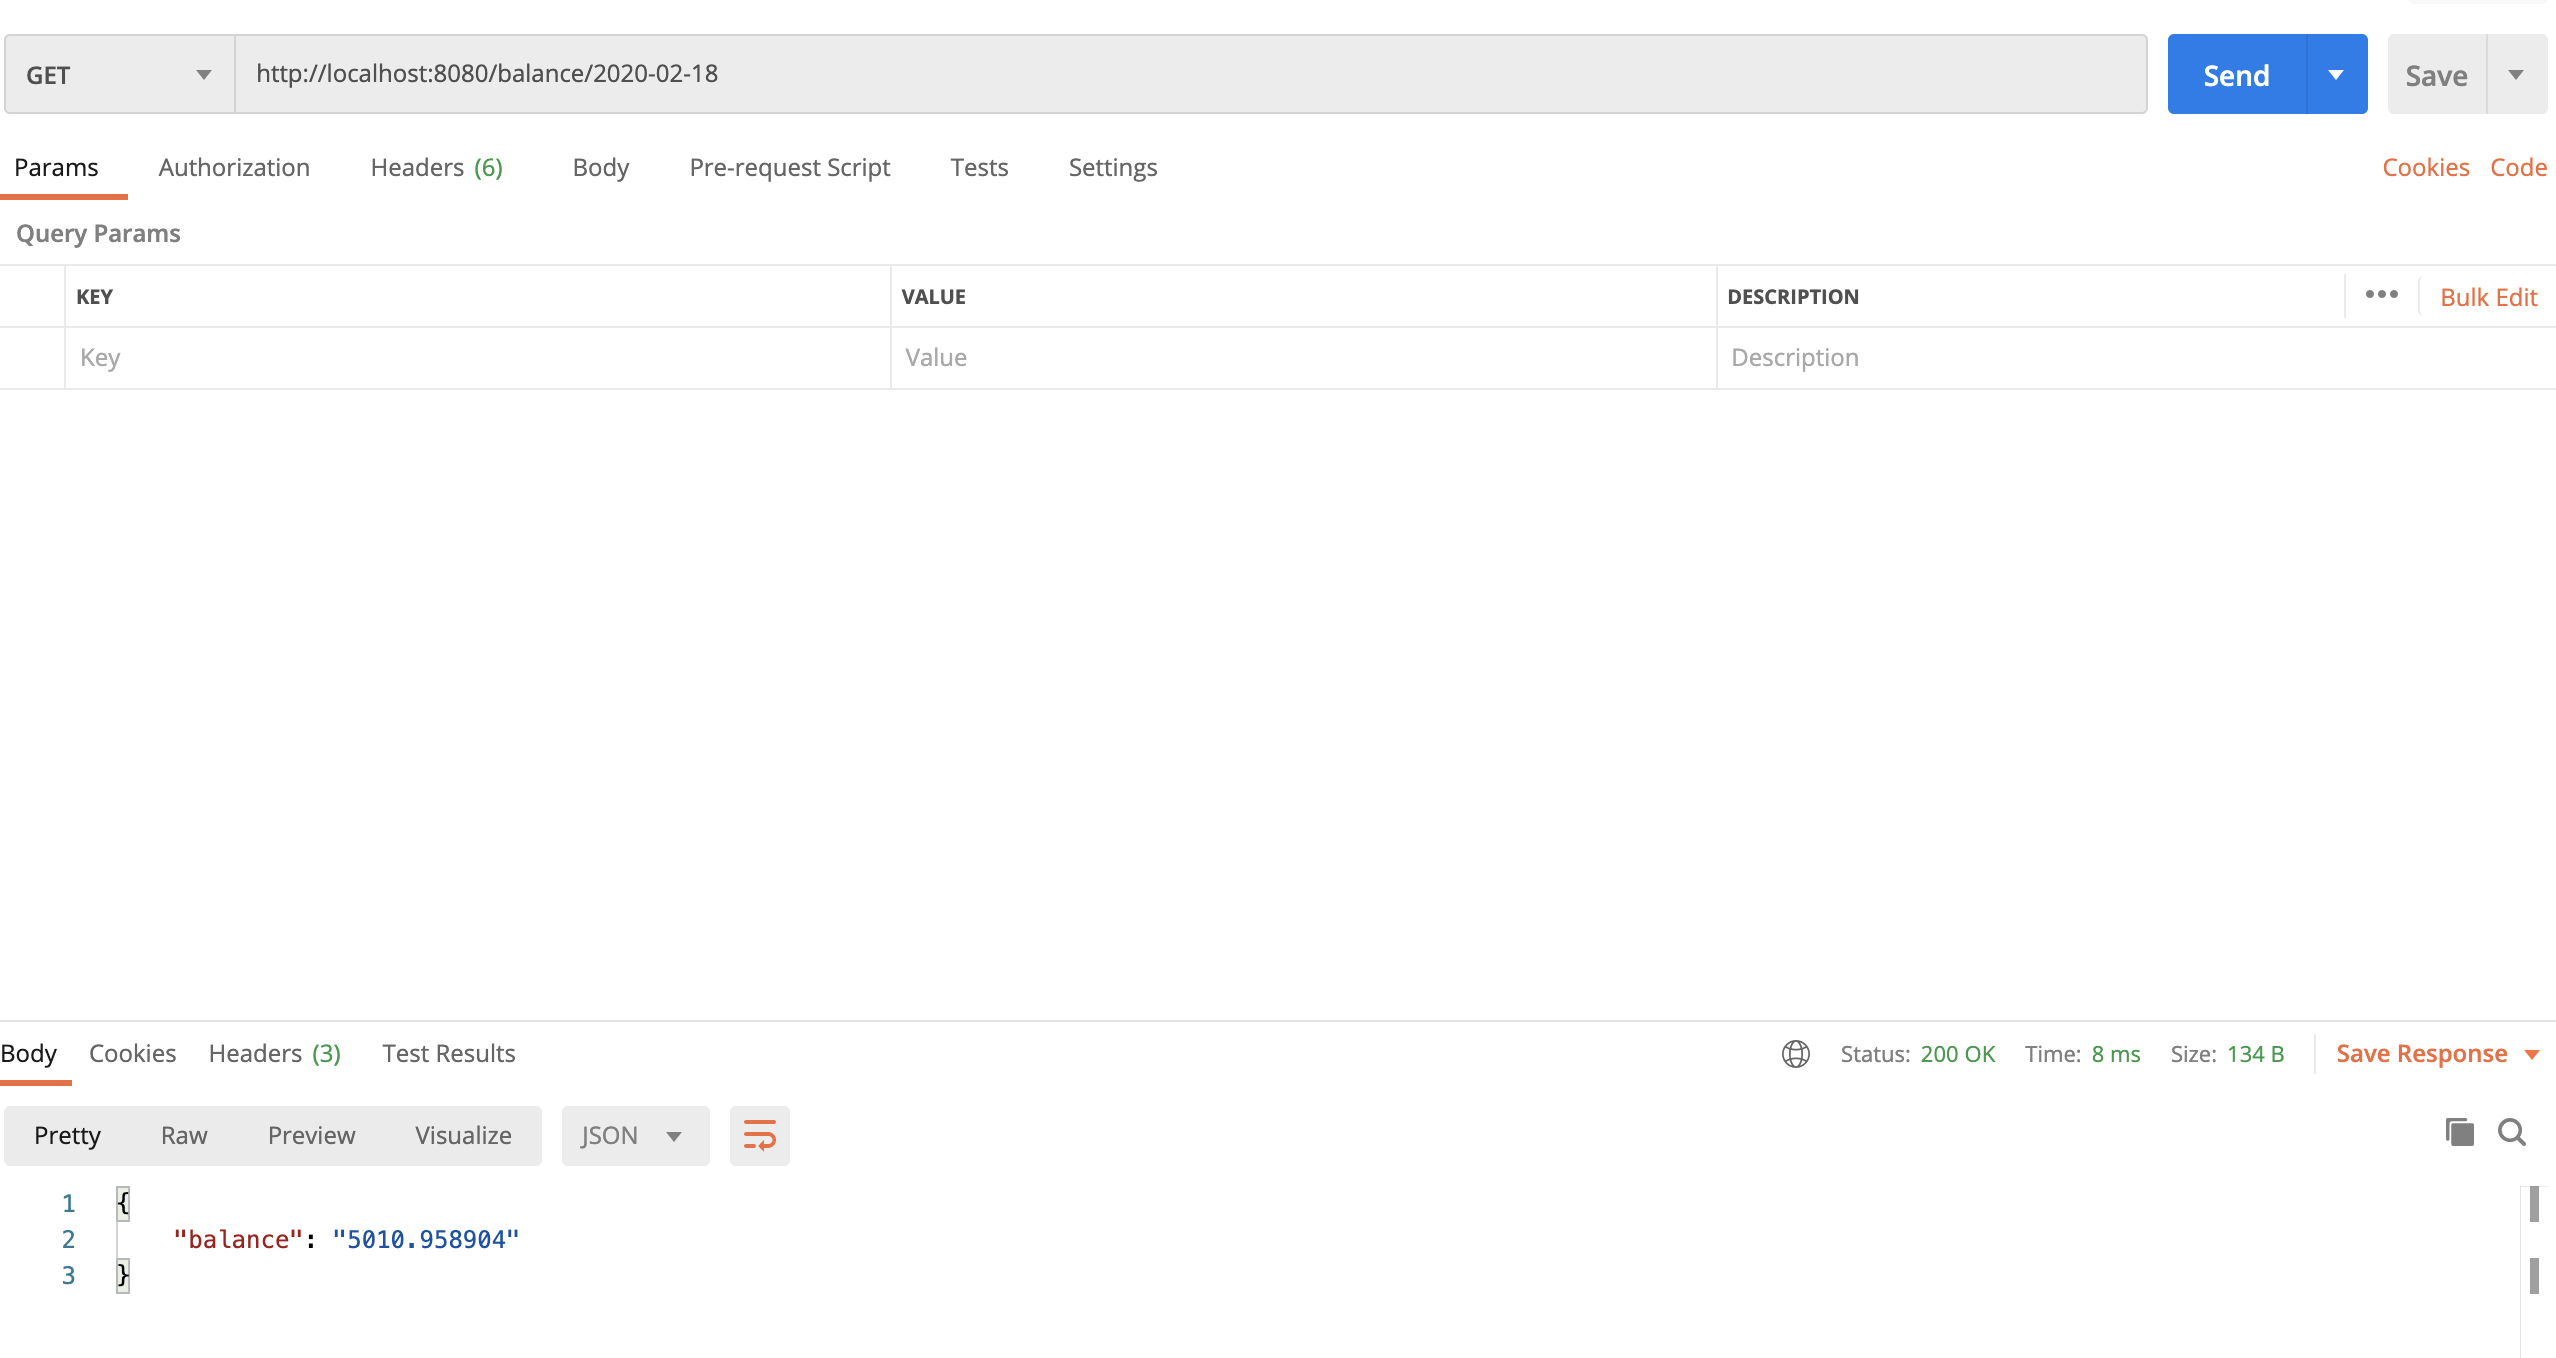 GET http://localhost:8080/balance/2020-02-18 Send Save
Params Authorization Headers (6) Body Pre-request Script Tests Settings Cookies Code
Query Params
KEY VALUE DESCRIPTION ••• Bulk Edit
Key Value Description
Body Cookies Headers (3) Test Results Status: 200 OK Time: 8 ms Size: 134 B Save Response
Pretty Raw Preview Visualize JSON
1 {
2 "balance": "5010.958904"
3 }